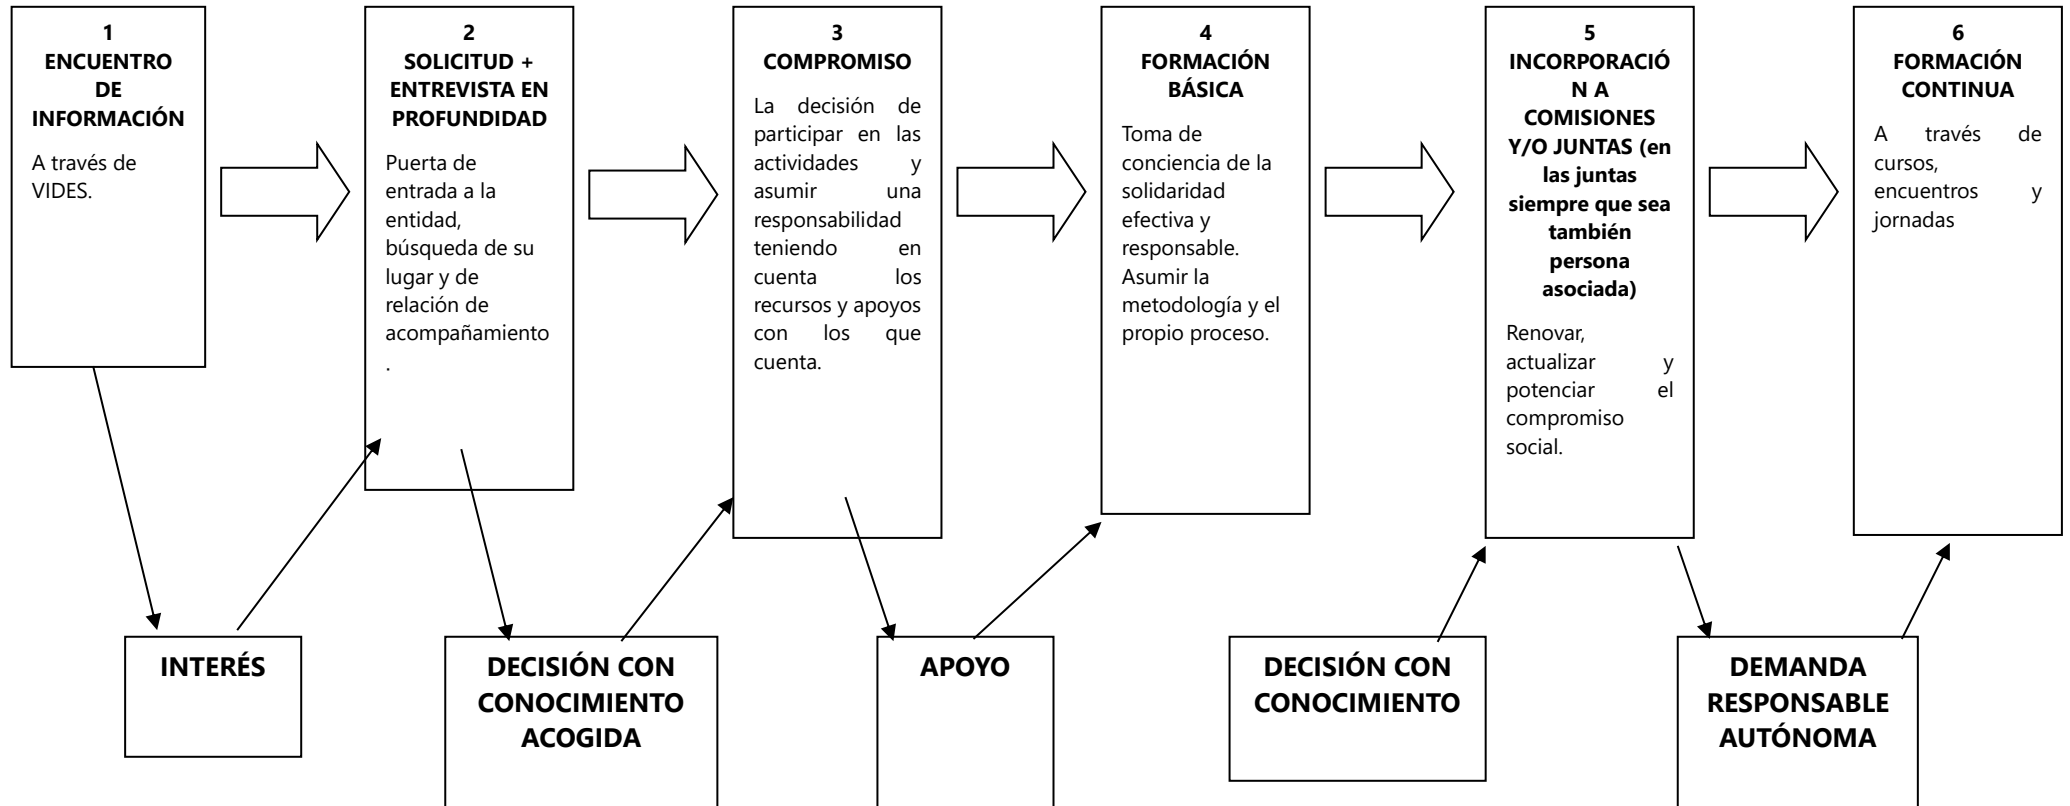 1
ENCUENTRO
DE
INFORMACIÓN
A través de
VIDES.
2
SOLICITUD +
ENTREVISTA EN
PROFUNDIDAD
Puerta de
entrada a la
entidad,
búsqueda de su
lugar y de
relación de
acompañamiento
.
3
COMPROMISO
La decisión de
participar en las
actividades y
asumir una
responsabilidad
teniendo en
cuenta los
recursos y apoyos
con los que
cuenta.
4
FORMACIÓN
BÁSICA
Toma de
conciencia de la
solidaridad
efectiva y
responsable.
Asumir la
metodología y el
propio proceso.
5
INCORPORACIÓ
N A
COMISIONES
Y/O JUNTAS (en
las juntas
siempre que sea
también
persona
asociada)
Renovar,
actualizar y
potenciar el
compromiso
social.
6
FORMACIÓN
CONTINUA
A través de
cursos,
encuentros y
jornadas
INTERÉS
DECISIÓN CON
CONOCIMIENTO
ACOGIDA
APOYO
DECISIÓN CON
CONOCIMIENTO
DEMANDA
RESPONSABLE
AUTÓNOMA